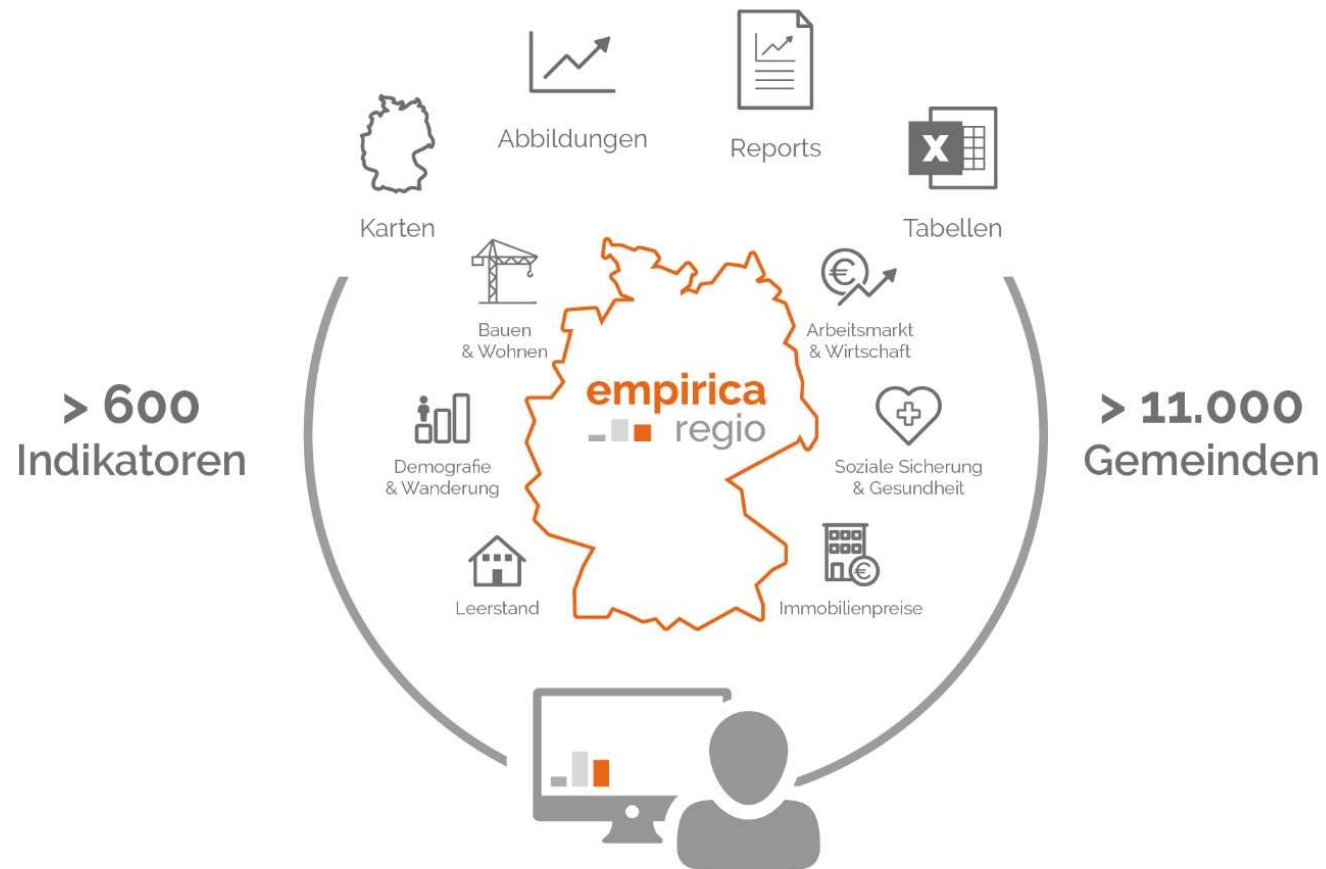 Abbildungen
Reports
Karten
X
Tabellen
Bauen
& Wohnen
€
Arbeitsmarkt
& Wirtschaft
> 600
Indikatoren
empirica
regio
> 11.000
Gemeinden
Demografie
& Wanderung
Soziale Sicherung
& Gesundheit
Leerstand
€
Immobilienpreise